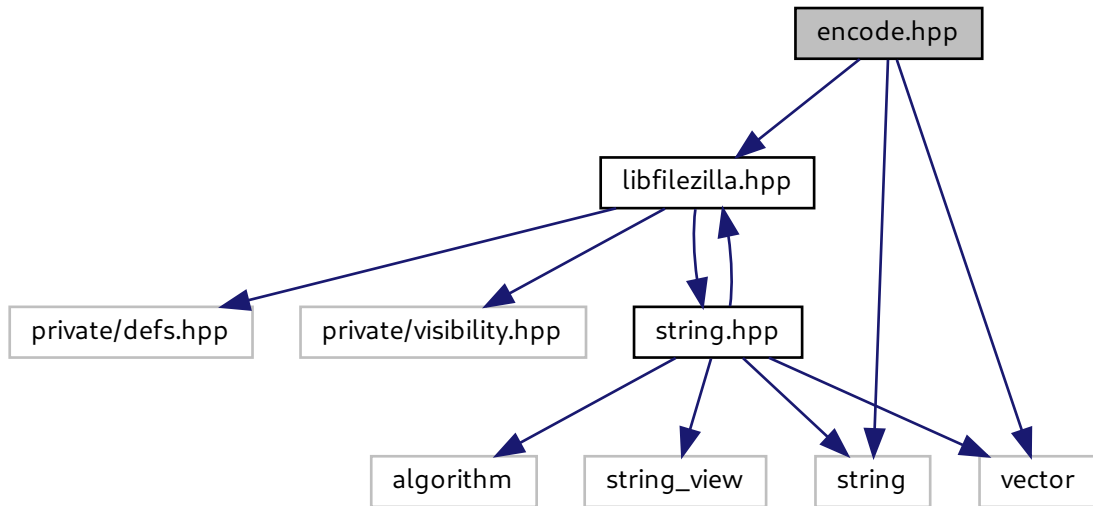 encode.hpp
libfilezilla.hpp
private/defs.hpp
private/visibility.hpp
string.hpp
algorithm
string_view
string
vector